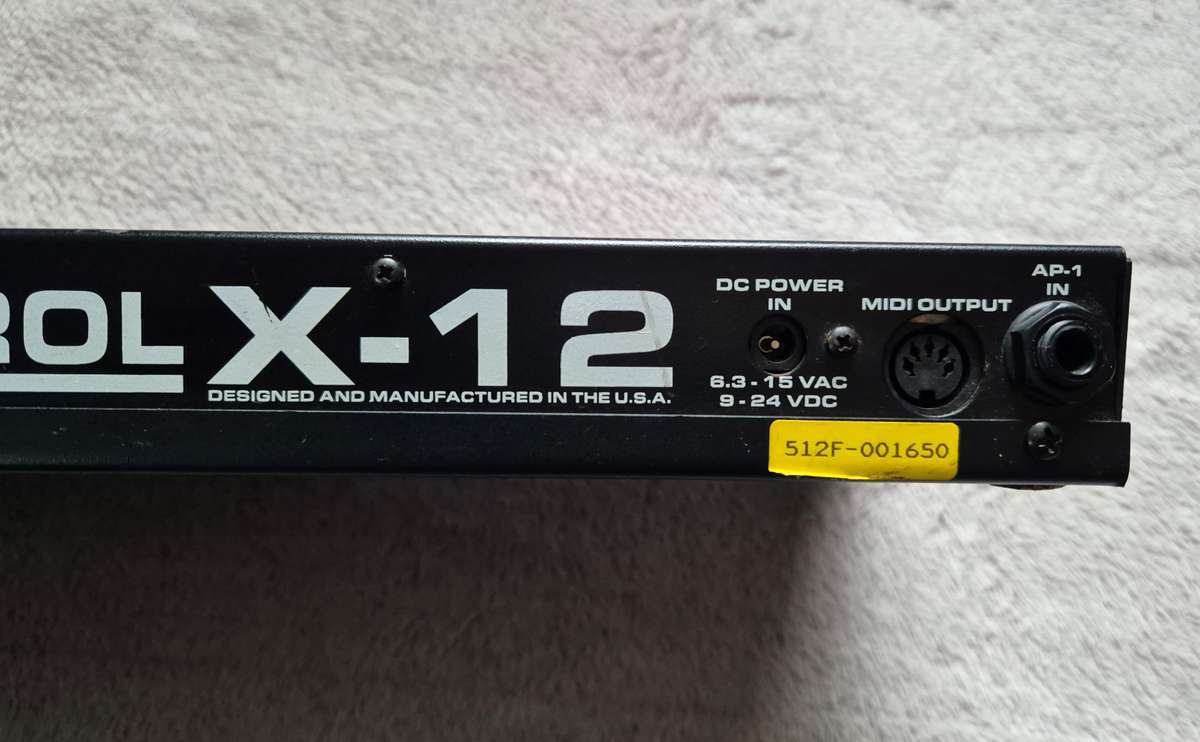 ROL X-12
DESIGNED AND MANUFACTURED IN THE U.S.A.
DC POWER
IN
6.3 - 15 VAC
9 - 24 VDC
MIDI OUTPUT
AP-1
IN
512F-001650